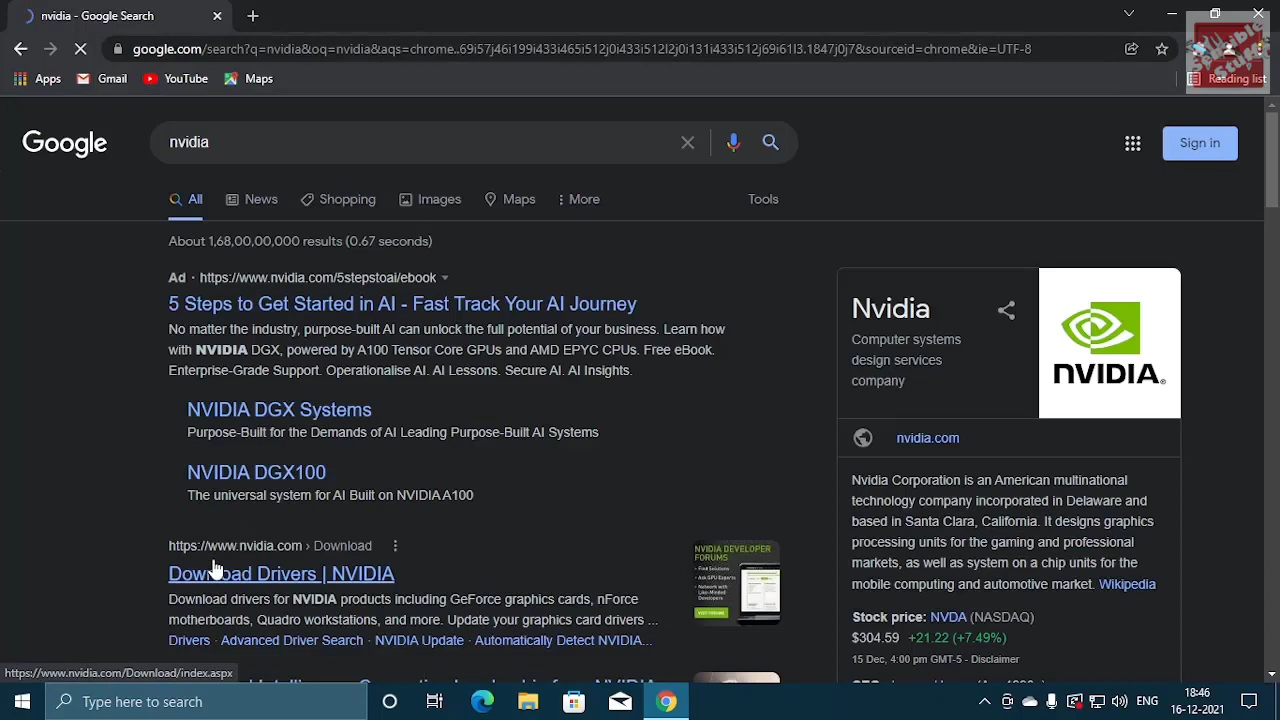 nvidia - Google Search
google.com/search?q=nvidia&oq=nvidia&aqs=chrome..69i57j46i199i433i465i512j0i433i512l2j0i131i433i512j69i61l3.1847j0j7&sourceid=chrome&ie=UTF-8
Apps Gmail YouTube Maps
Reading list
Sensible Stuff
Google
nvidia
Sign in
All News Shopping Images Maps More Tools
About 1,68,00,00,000 results (0.67 seconds)
Ad · https://www.nvidia.com/5stepstoai/ebook
5 Steps to Get Started in AI - Fast Track Your AI Journey
No matter the industry, purpose-built AI can unlock the full potential of your business. Learn how
with NVIDIA DGX, powered by A100 Tensor Core GPUs and AMD EPYC CPUs. Free eBook.
Enterprise-Grade Support. Operationalise AI. AI Lessons. Secure AI. AI Insights.
NVIDIA DGX Systems
Purpose-Built for the Demands of AI Leading Purpose-Built AI Systems
NVIDIA DGX100
The universal system for AI Built on NVIDIA A100
https://www.nvidia.com › Download
Download Drivers | NVIDIA
Download drivers for NVIDIA products including GeForce graphics cards, nForce
motherboards, Quadro workstations, and more. Update your graphics card drivers ...
Drivers · Advanced Driver Search · NVIDIA Update · Automatically Detect NVIDIA...
NVIDIA DEVELOPER
FORUMS
Nvidia
Computer systems
design services
company
NVIDIA.
nvidia.com
Nvidia Corporation is an American multinational
technology company incorporated in Delaware and
based in Santa Clara, California. It designs graphics
processing units for the gaming and professional
markets, as well as system on a chip units for the
mobile computing and automotive market. Wikipedia
Stock price: NVDA (NASDAQ)
$304.59 +21.22 (+7.49%)
15 Dec, 4:00 pm GMT-5 - Disclaimer
https://www.nvidia.com/Download/index.aspx
Type here to search
ENG
18:46
16-12-2021